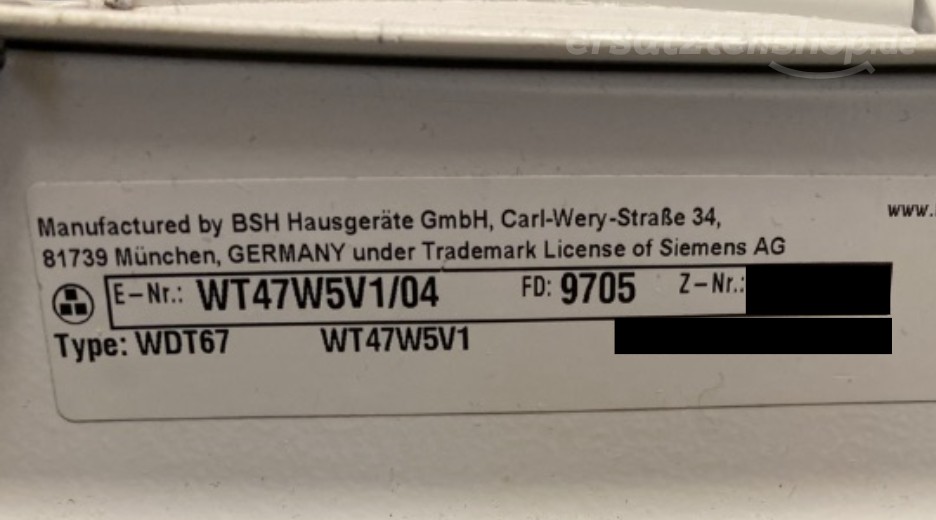 ersatzteilshop.de
Manufactured by BSH Hausgeräte GmbH, Carl-Wery-Straße 34,
www.
81739 München, GERMANY under Trademark License of Siemens AG
E-Nr.: WT47W5V1/04 FD: 9705 Z-Nr.:
Type: WDT67 WT47W5V1